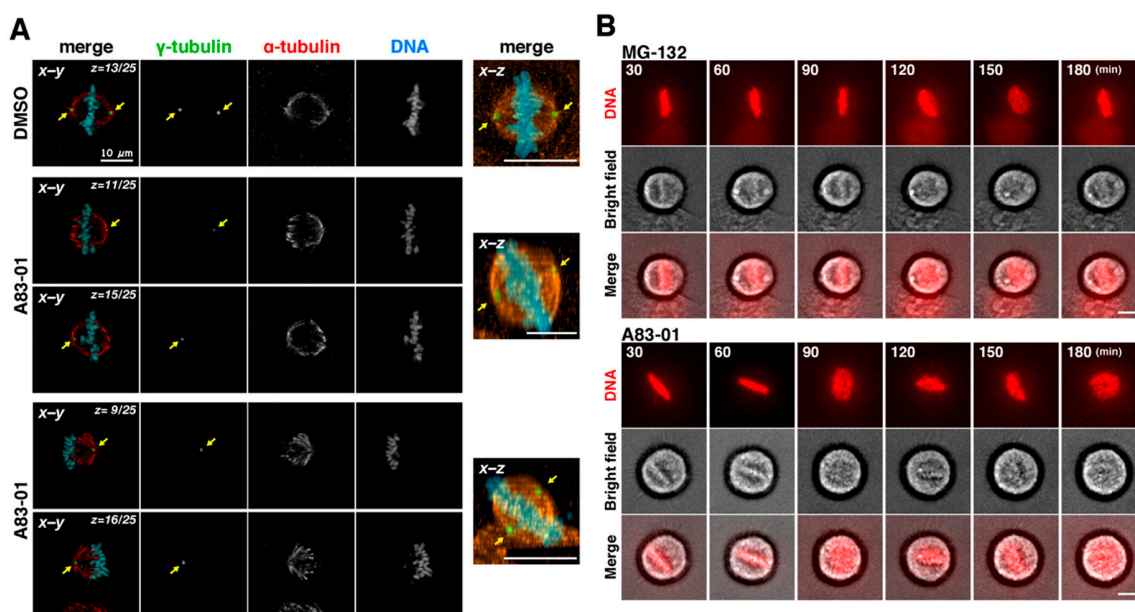 A
merge γ-tubulin α-tubulin DNA merge
DMSO
x–y z=13/25
10 µm
x–z
A83-01
x–y z=11/25
x–y z=15/25
x–z
A83-01
x–y z= 9/25
x–y z=16/25
x–z
B
MG-132
30 60 90 120 150 180 (min)
DNA
Bright field
Merge
A83-01
30 60 90 120 150 180 (min)
DNA
Bright field
Merge